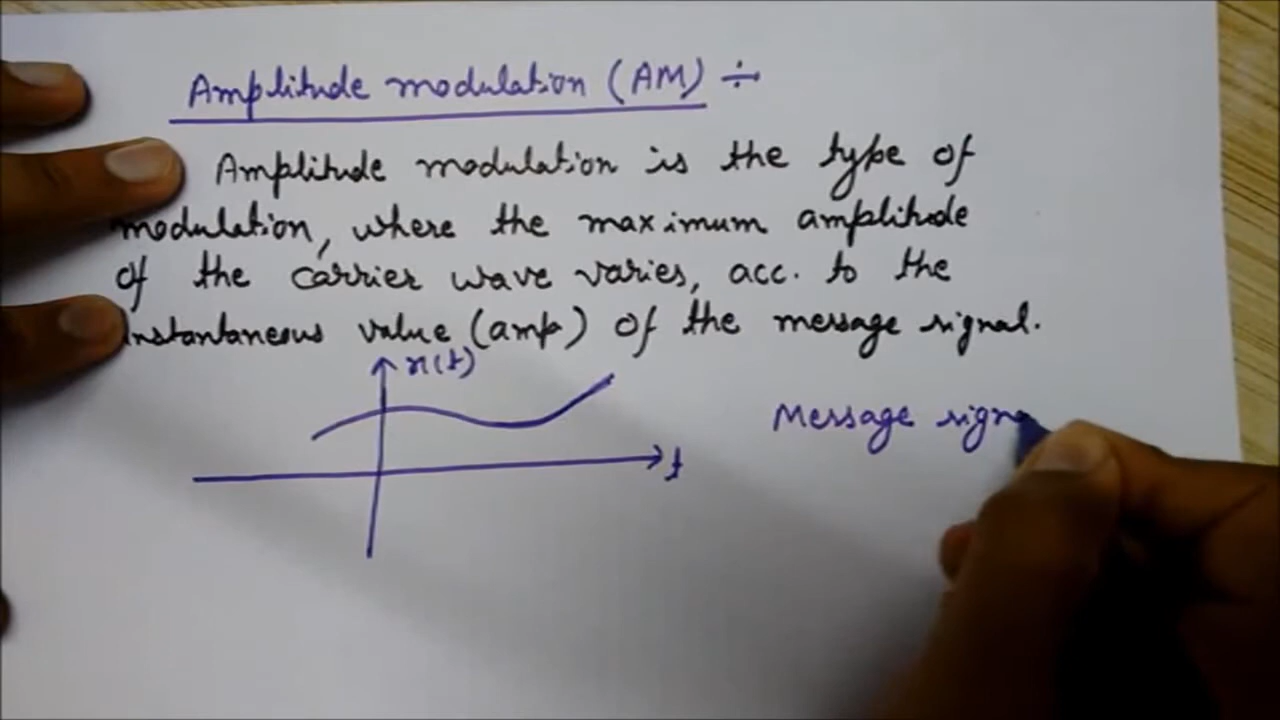 Amplitude modulation (AM) ÷
Amplitude modulation is the type of
modulation, where the maximum amplitude
of the carrier wave varies, acc. to the
instantaneous value (amp) of the message signal.
x(t)
Message signa
t